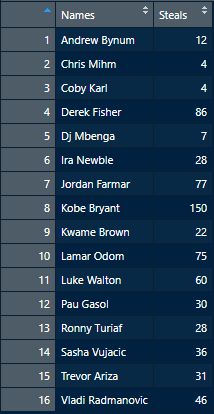 Names Steals
1 Andrew Bynum 12
2 Chris Mihm 4
3 Coby Karl 4
4 Derek Fisher 86
5 Dj Mbenga 7
6 Ira Newble 28
7 Jordan Farmar 77
8 Kobe Bryant 150
9 Kwame Brown 22
10 Lamar Odom 75
11 Luke Walton 60
12 Pau Gasol 30
13 Ronny Turiaf 28
14 Sasha Vujacic 36
15 Trevor Ariza 31
16 Vladi Radmanovic 46